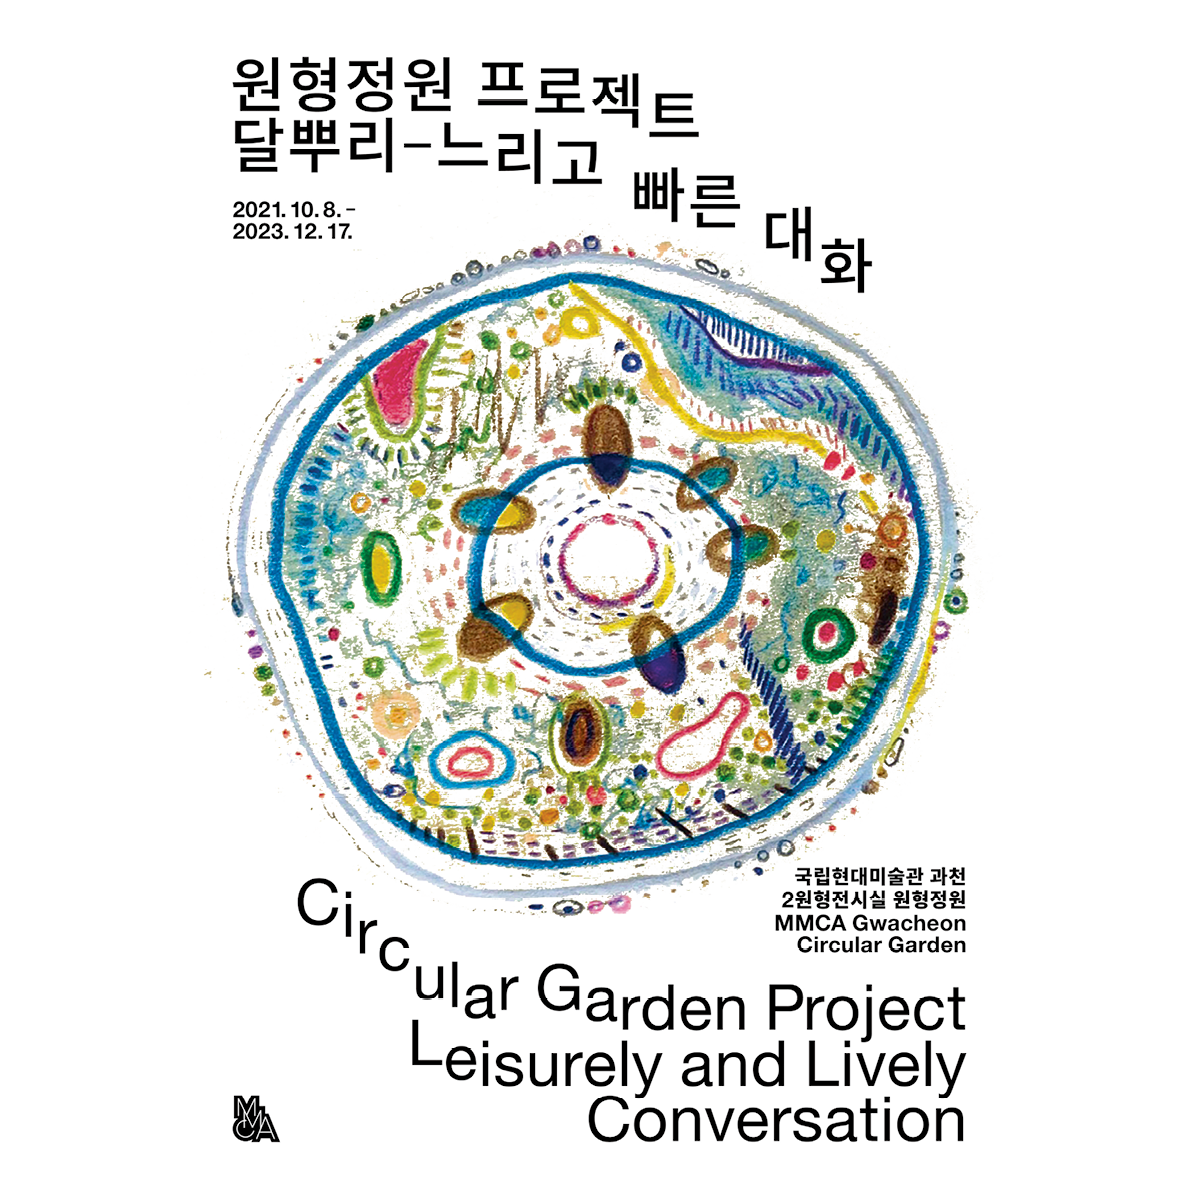 원형정원 프로젝트
달뿌리–느리고 빠른 대화
2021. 10. 8. –
2023. 12. 17.
국립현대미술관 과천
2원형전시실 원형정원
MMCA Gwacheon
Circular Garden
Circular Garden Project
Leisurely and Lively
Conversation
MMCA